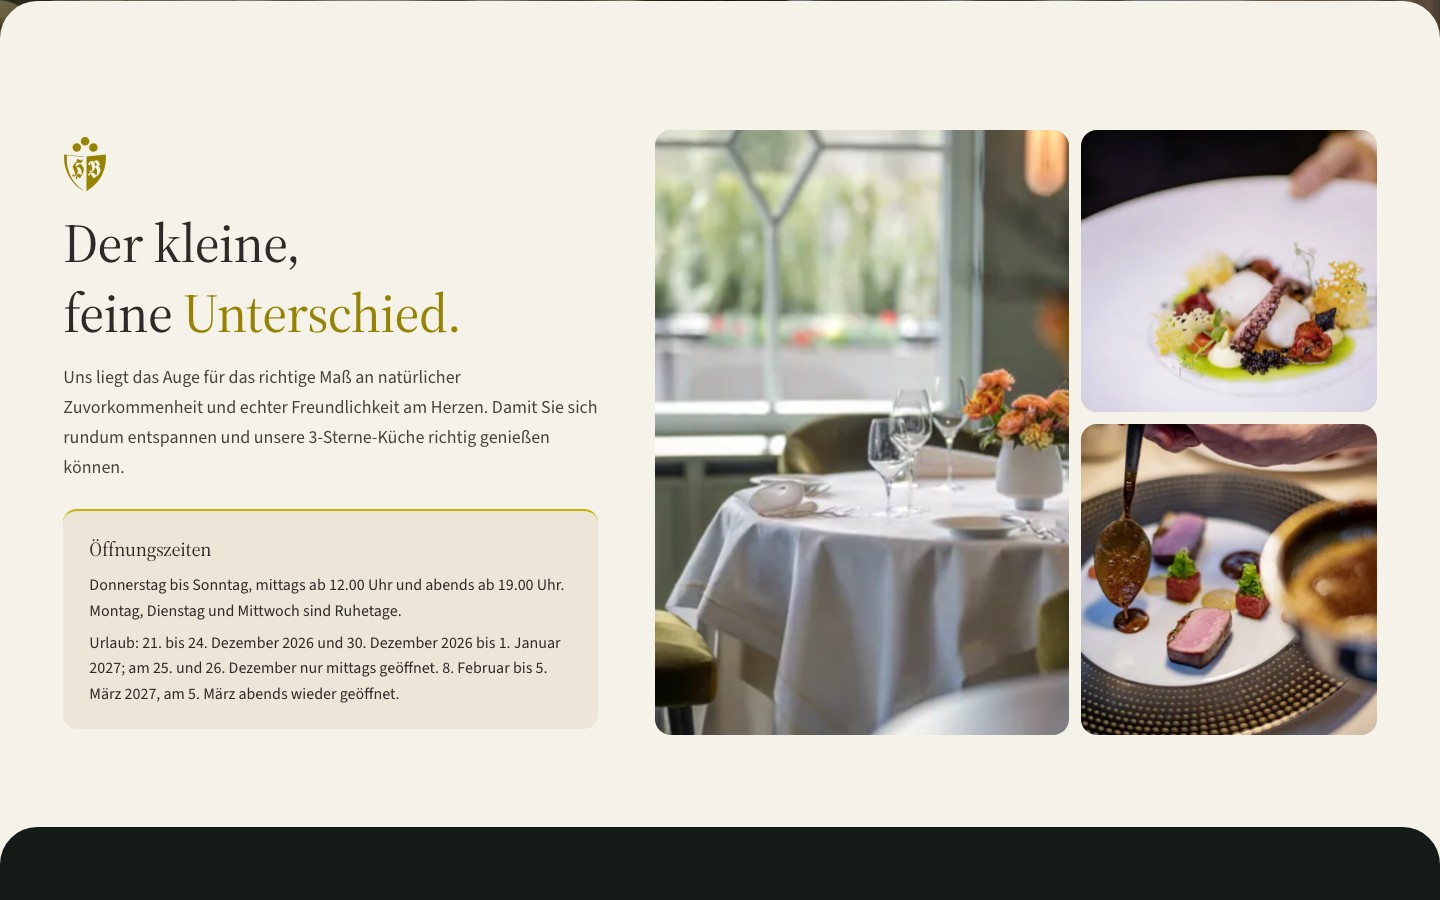 HB
Der kleine,
feine Unterschied.
Uns liegt das Auge für das richtige Maß an natürlicher
Zuvorkommenheit und echter Freundlichkeit am Herzen. Damit Sie sich
rundum entspannen und unsere 3-Sterne-Küche richtig genießen
können.
Öffnungszeiten
Donnerstag bis Sonntag, mittags ab 12.00 Uhr und abends ab 19.00 Uhr.
Montag, Dienstag und Mittwoch sind Ruhetage.
Urlaub: 21. bis 24. Dezember 2026 und 30. Dezember 2026 bis 1. Januar
2027; am 25. und 26. Dezember nur mittags geöffnet. 8. Februar bis 5.
März 2027, am 5. März abends wieder geöffnet.